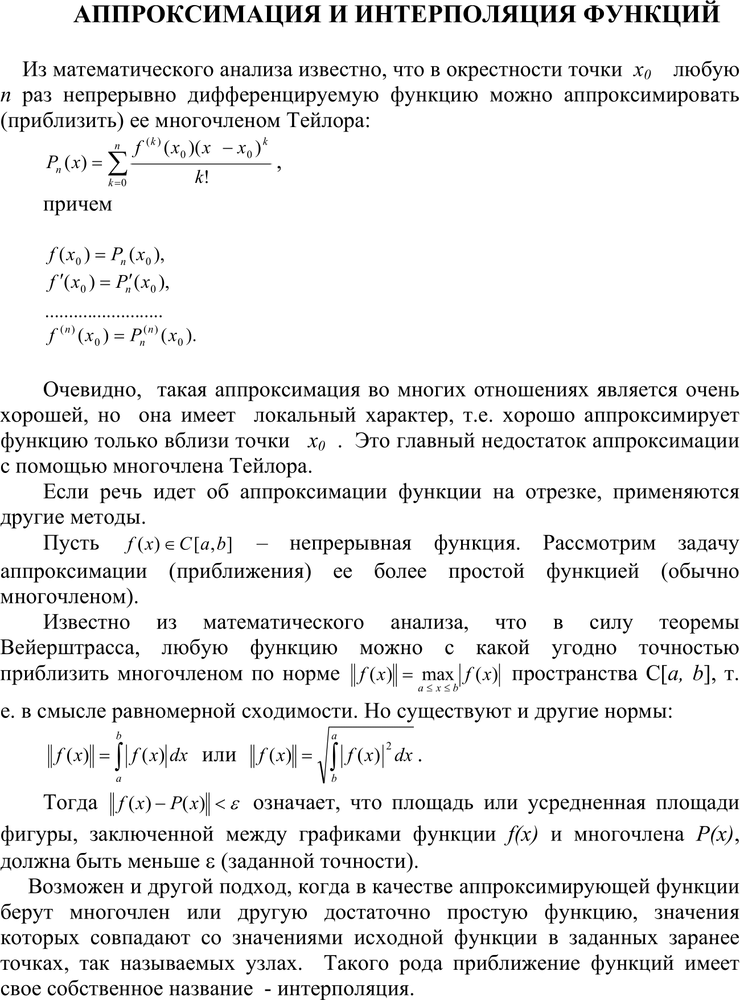 АППРОКСИМАЦИЯ И ИНТЕРПОЛЯЦИЯ ФУНКЦИЙ
Из математического анализа известно, что в окрестности точки x₀ любую
n раз непрерывно дифференцируемую функцию можно аппроксимировать
(приблизить) ее многочленом Тейлора:
$P_n(x) = \sum_{k=0}^{n} \frac{f^{(k)}(x_0)(x - x_0)^k}{k!}$ ,
причем
$f(x_0) = P_n(x_0),$
$f'(x_0) = P'_n(x_0),$
.........................
$f^{(n)}(x_0) = P_n^{(n)}(x_0).$
Очевидно, такая аппроксимация во многих отношениях является очень
хорошей, но она имеет локальный характер, т.е. хорошо аппроксимирует
функцию только вблизи точки x₀ . Это главный недостаток аппроксимации
с помощью многочлена Тейлора.
Если речь идет об аппроксимации функции на отрезке, применяются
другие методы.
Пусть $f(x) \in C[a,b]$ – непрерывная функция. Рассмотрим задачу
аппроксимации (приближения) ее более простой функцией (обычно
многочленом).
Известно из математического анализа, что в силу теоремы
Вейерштрасса, любую функцию можно с какой угодно точностью
приблизить многочленом по норме $\|f(x)\| = \max_{a \le x \le b} |f(x)|$ пространства C[a, b], т.
е. в смысле равномерной сходимости. Но существуют и другие нормы:
$\|f(x)\| = \int_a^b |f(x)| dx$ или $\|f(x)\| = \sqrt{\int_b^a |f(x)|^2 dx}$ .
Тогда $\|f(x) - P(x)\| < \varepsilon$ означает, что площадь или усредненная площади
фигуры, заключенной между графиками функции f(x) и многочлена P(x),
должна быть меньше ε (заданной точности).
Возможен и другой подход, когда в качестве аппроксимирующей функции
берут многочлен или другую достаточно простую функцию, значения
которых совпадают со значениями исходной функции в заданных заранее
точках, так называемых узлах. Такого рода приближение функций имеет
свое собственное название - интерполяция.